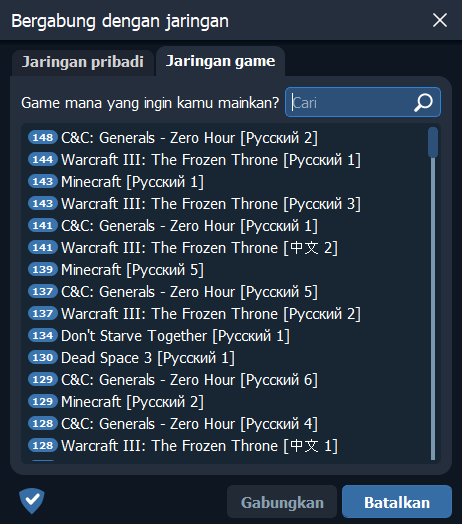 Bergabung dengan jaringan
Jaringan pribadi
Jaringan game
Game mana yang ingin kamu mainkan?
Cari
148 C&C: Generals - Zero Hour [Русский 2]
144 Warcraft III: The Frozen Throne [Русский 1]
143 Minecraft [Русский 1]
143 Warcraft III: The Frozen Throne [Русский 3]
141 C&C: Generals - Zero Hour [Русский 1]
141 Warcraft III: The Frozen Throne [中文 2]
139 Minecraft [Русский 5]
137 C&C: Generals - Zero Hour [Русский 5]
137 Warcraft III: The Frozen Throne [Русский 2]
134 Don't Starve Together [Русский 1]
130 Dead Space 3 [Русский 1]
129 C&C: Generals - Zero Hour [Русский 6]
129 Minecraft [Русский 2]
128 C&C: Generals - Zero Hour [Русский 4]
128 Warcraft III: The Frozen Throne [中文 1]
Gabungkan
Batalkan